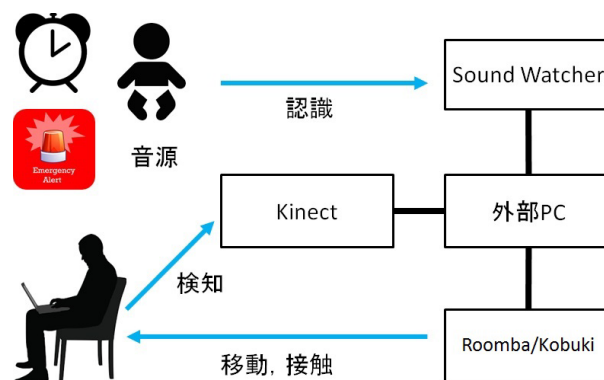 Sound Watcher
認識
Emergency
Alert
音源
Kinect
外部PC
検知
Roomba/Kobuki
移動，接触